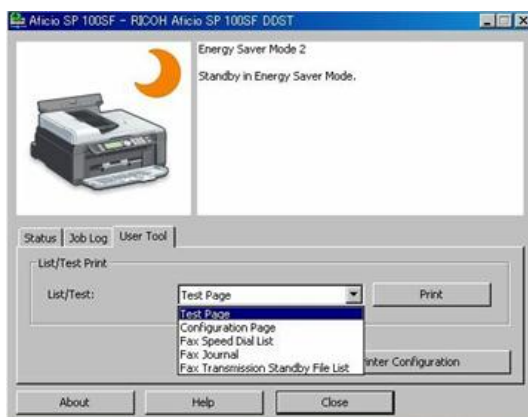 Aficio SP 100SF - RICOH Aficio SP 100SF DDST
Energy Saver Mode 2
Standby in Energy Saver Mode.
Status
Job Log
User Tool
List/Test Print
List/Test:
Test Page
Print
Test Page
Configuration Page
Fax Speed Dial List
Fax Journal
Fax Transmission Standby File List
inter Configuration
About
Help
Close